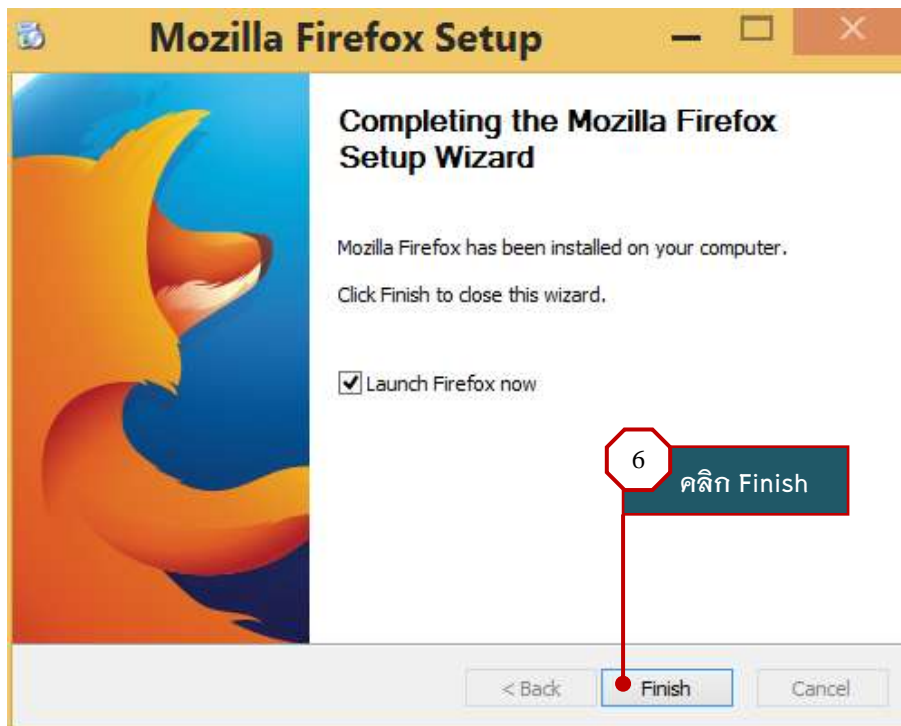 Mozilla Firefox Setup
Completing the Mozilla Firefox
Setup Wizard
Mozilla Firefox has been installed on your computer.
Click Finish to close this wizard.
Launch Firefox now
6
คลิก Finish
< Back
Finish
Cancel